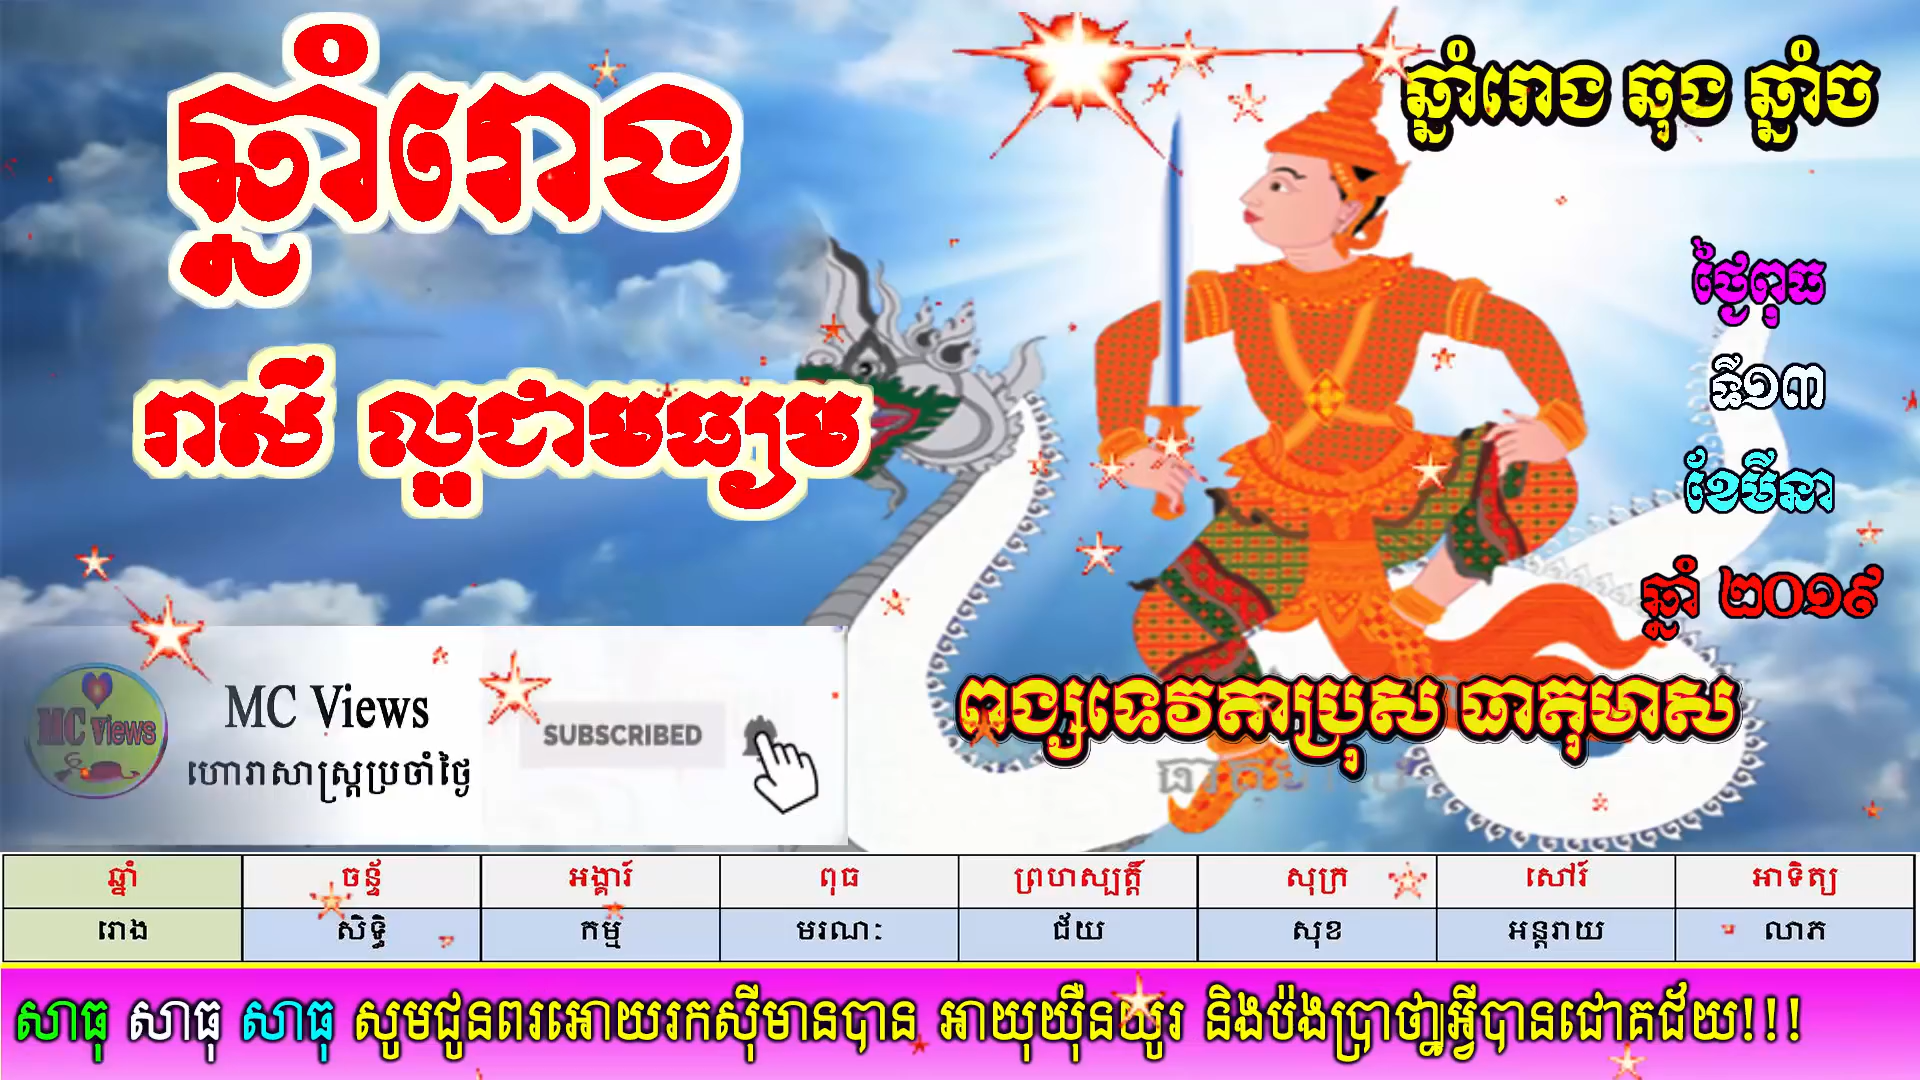 ឆ្នាំរោង
រាសី ល្អជាមធ្យម
ឆ្នាំរោង ឆុង ឆ្នាំច
ថ្ងៃពុធ
ទី១៣
ខែមីនា
ឆ្នាំ ២០១៩
MC Views
MC Views
ហោរាសាស្ត្រប្រចាំថ្ងៃ
SUBSCRIBED
ពង្សទេវតាប្រុស ធាតុមាស
ឆ្នាំ ចន្ទ័ អង្គារ៍ ពុធ ព្រហស្បត្តិ៍ សុក្រ សៅរ៍ អាទិត្យ
រោង សិទ្ធិ កម្ម មរណៈ ជ័យ សុខ អន្តរាយ លាភ
សាធុ សាធុ សាធុ សូមជូនពរអោយរកស៊ីមានបាន អាយុយ៉ឺនយូរ និងប៉ងប្រាថ្នាអ្វីបានជោគជ័យ!!!